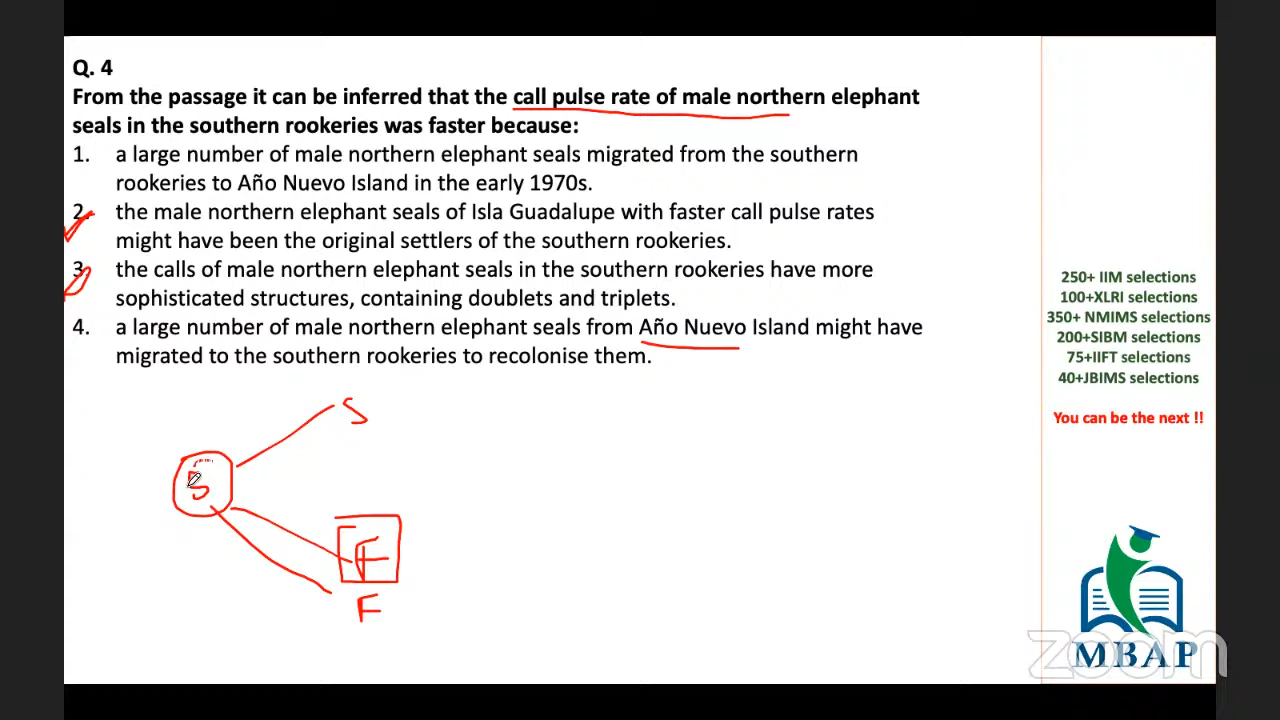 Q. 4
From the passage it can be inferred that the call pulse rate of male northern elephant
seals in the southern rookeries was faster because:
1. a large number of male northern elephant seals migrated from the southern
rookeries to Año Nuevo Island in the early 1970s.
2. the male northern elephant seals of Isla Guadalupe with faster call pulse rates
might have been the original settlers of the southern rookeries.
3. the calls of male northern elephant seals in the southern rookeries have more
sophisticated structures, containing doublets and triplets.
4. a large number of male northern elephant seals from Año Nuevo Island might have
migrated to the southern rookeries to recolonise them.
S
F
F
250+ IIM selections
100+XLRI selections
350+ NMIMS selections
200+SIBM selections
75+IIFT selections
40+JBIMS selections
You can be the next !!
MBAP
zoom